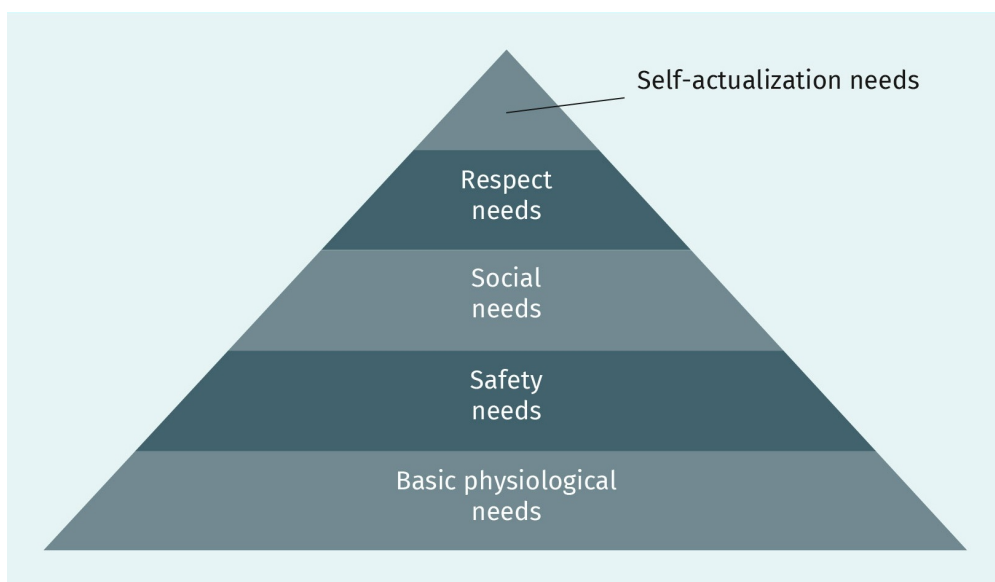 Self-actualization needs
Respect
needs
Social
needs
Safety
needs
Basic physiological
needs